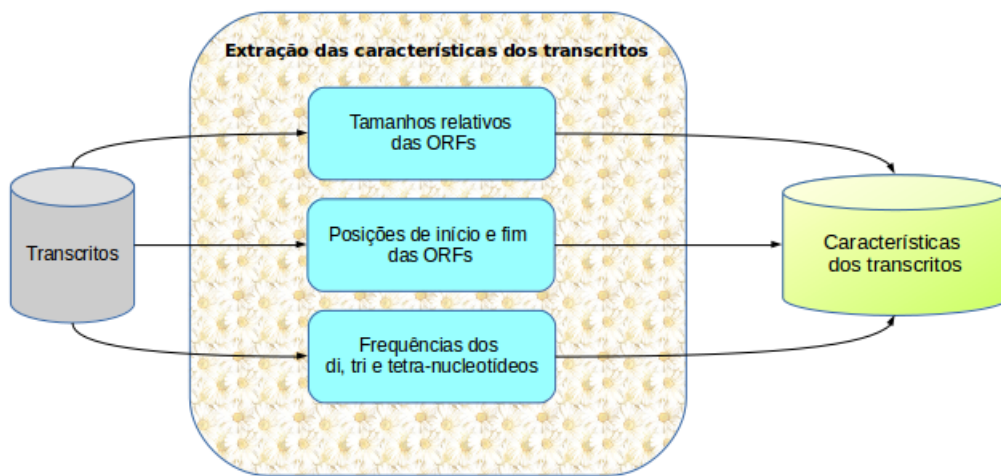 Extração das características dos transcritos
Tamanhos relativos
das ORFs
Transcritos
Posições de início e fim
das ORFs
Características
dos transcritos
Frequências dos
di, tri e tetra-nucleotídeos